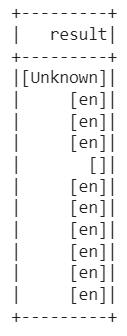 +---------+
|   result|
+---------+
|[Unknown]|
|     [en]|
|     [en]|
|     [en]|
|       []|
|     [en]|
|     [en]|
|     [en]|
|     [en]|
|     [en]|
|     [en]|
+---------+